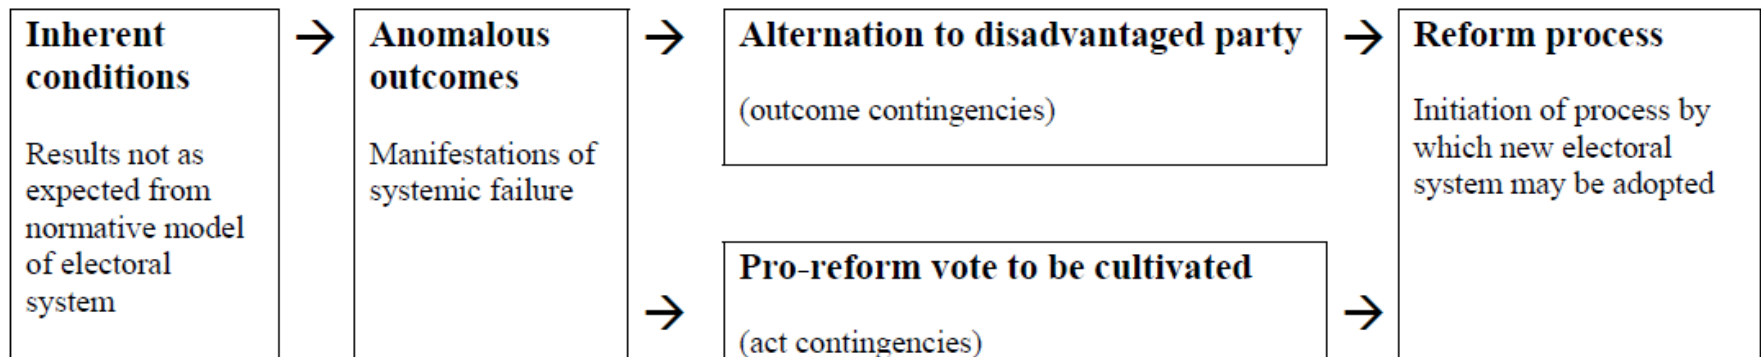 Inherent
conditions
Results not as
expected from
normative model
of electoral
system
→
Anomalous
outcomes
Manifestations of
systemic failure
→
Alternation to disadvantaged party
(outcome contingencies)
→
Pro-reform vote to be cultivated
(act contingencies)
→
→
Reform process
Initiation of process by
which new electoral
system may be adopted